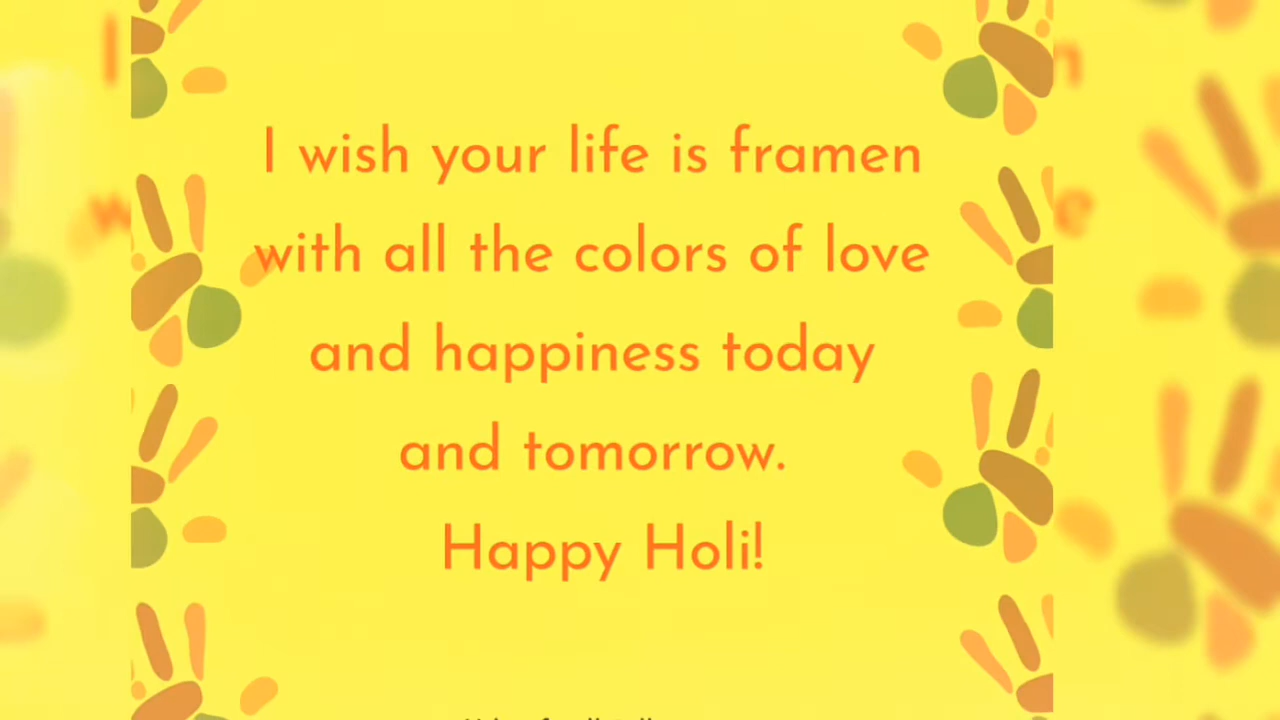 I wish your life is framen
with all the colors of love
and happiness today
and tomorrow.
Happy Holi!